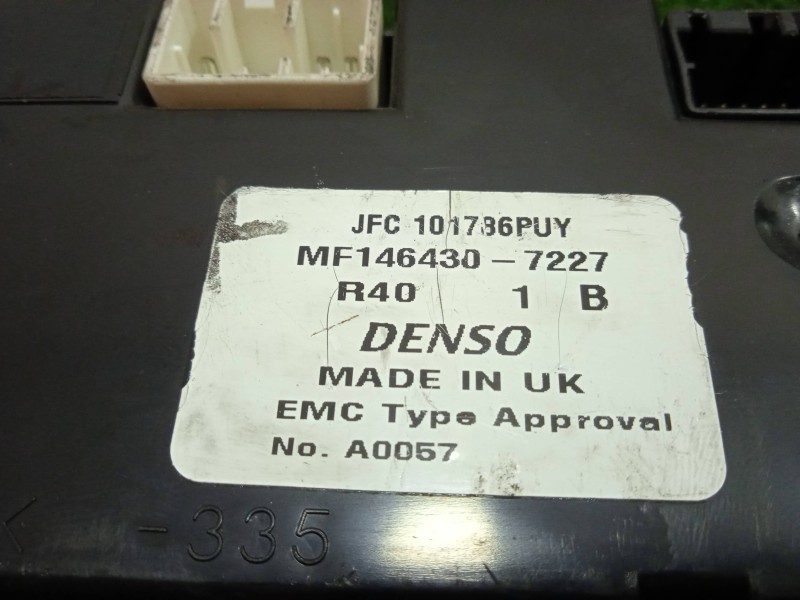 JFC 101786PUY
MF146430-7227
R40 1 B
DENSO
MADE IN UK
EMC Type Approval
No. A0057
-335